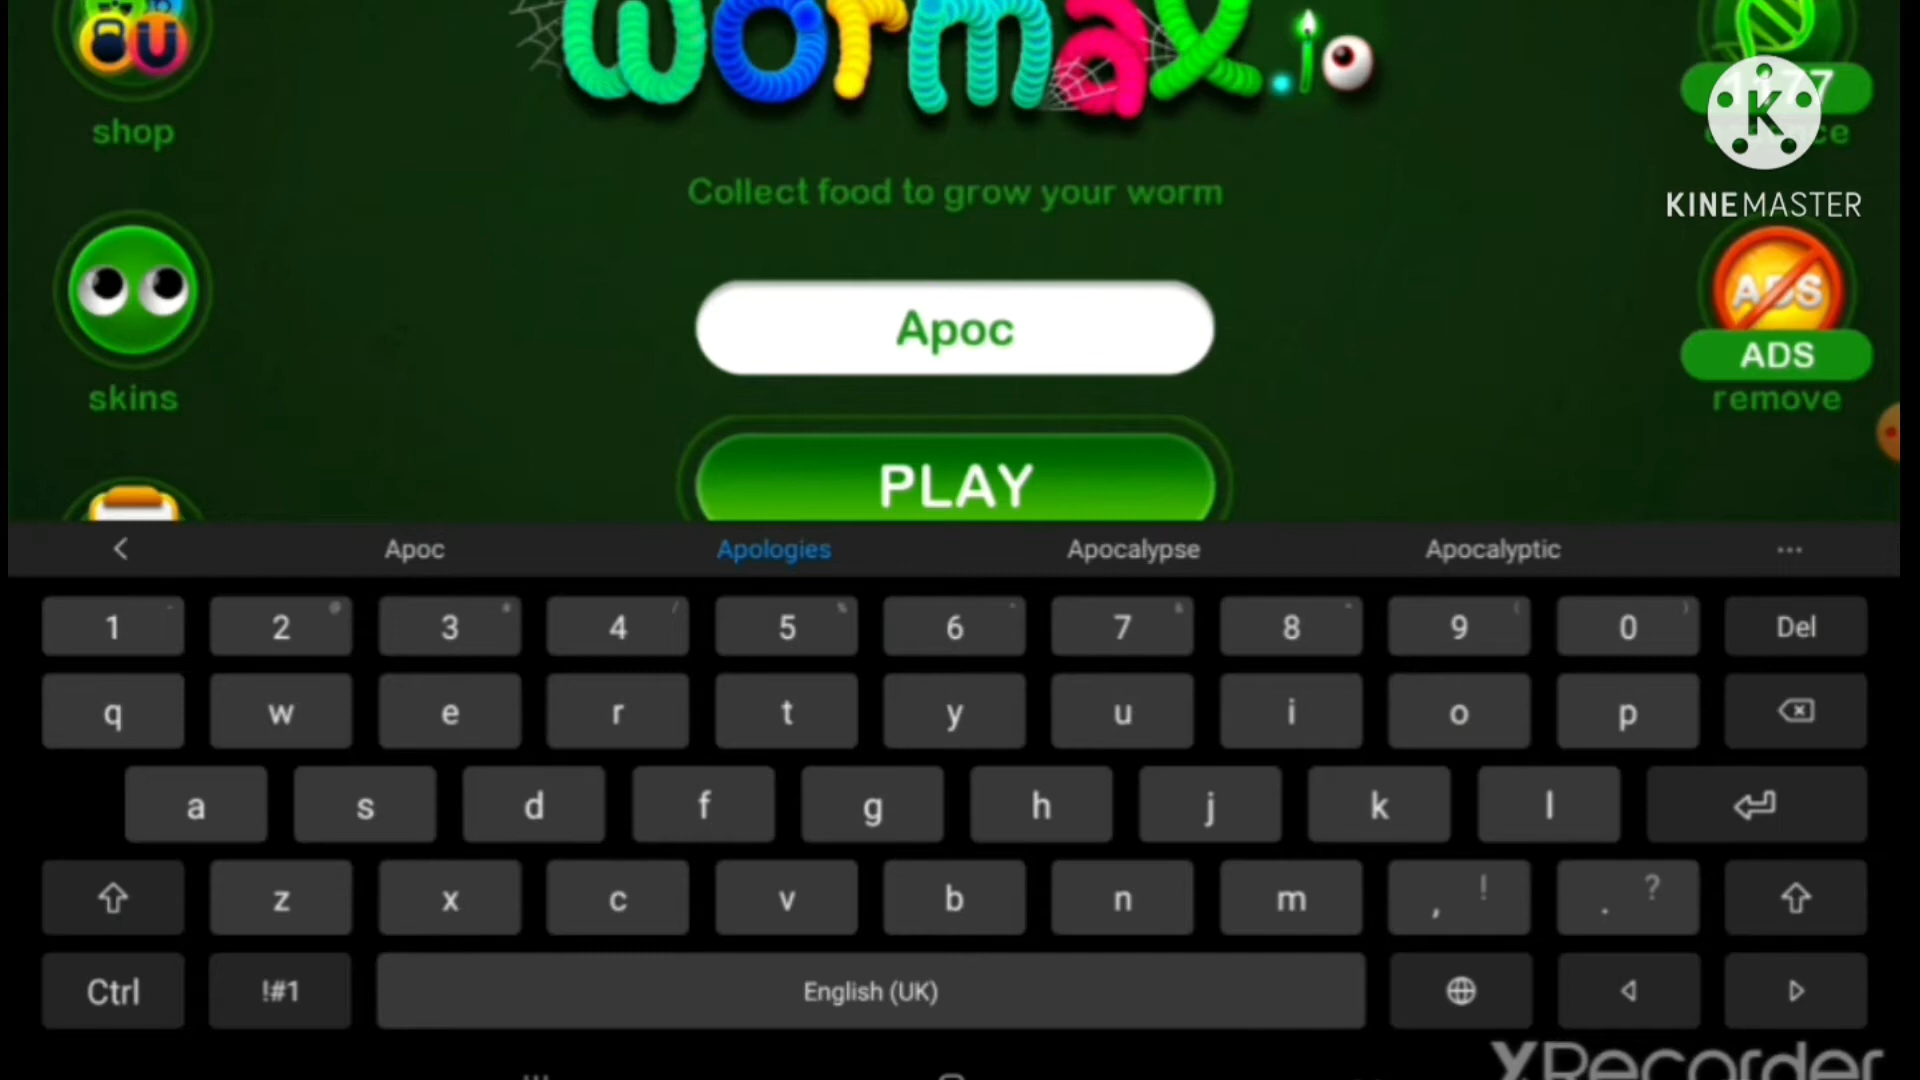 wormax.io
shop
K
KINEMASTER
Collect food to grow your worm
Apoc
ADS
ADS
skins
remove
PLAY
Apoc Apologies Apocalypse Apocalyptic ...
1 2 3 4 5 6 7 8 9 0 Del
q w e r t y u i o p
a s d f g h j k l
z x c v b n m , ! . ?
Ctrl !#1 English (UK)
XRecorder